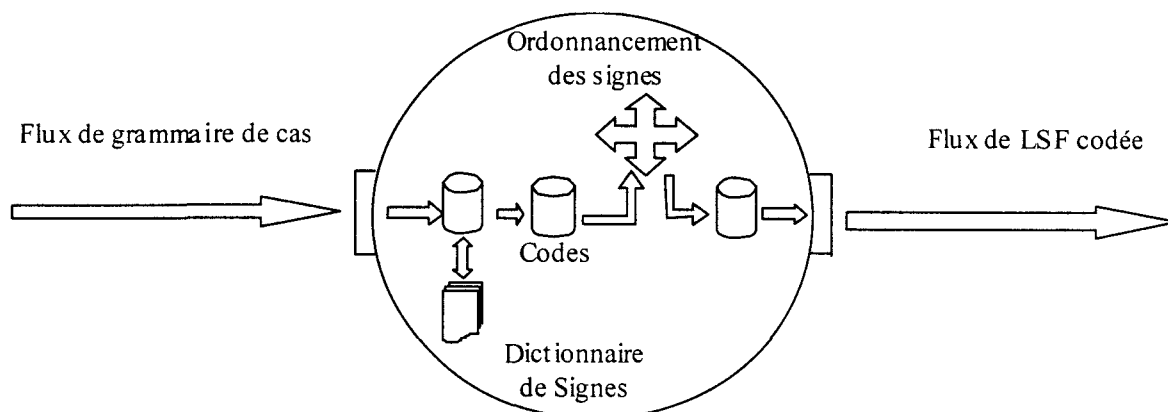 Ordonnancement
des signes
Flux de grammaire de cas
Flux de LSF codée
Codes
Dictionnaire
de Signes